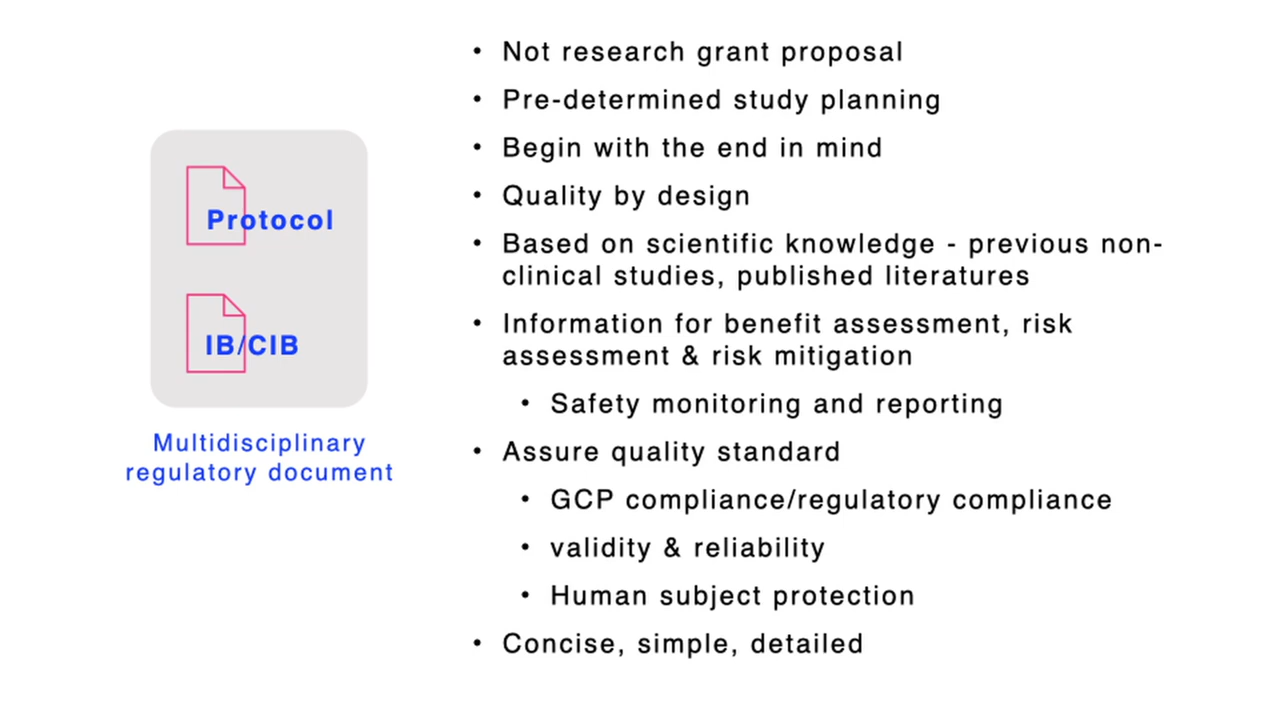 Protocol
IB/CIB
Multidisciplinary
regulatory document
• Not research grant proposal
• Pre-determined study planning
• Begin with the end in mind
• Quality by design
• Based on scientific knowledge - previous non-
clinical studies, published literatures
• Information for benefit assessment, risk
assessment & risk mitigation
• Safety monitoring and reporting
• Assure quality standard
• GCP compliance/regulatory compliance
• validity & reliability
• Human subject protection
• Concise, simple, detailed